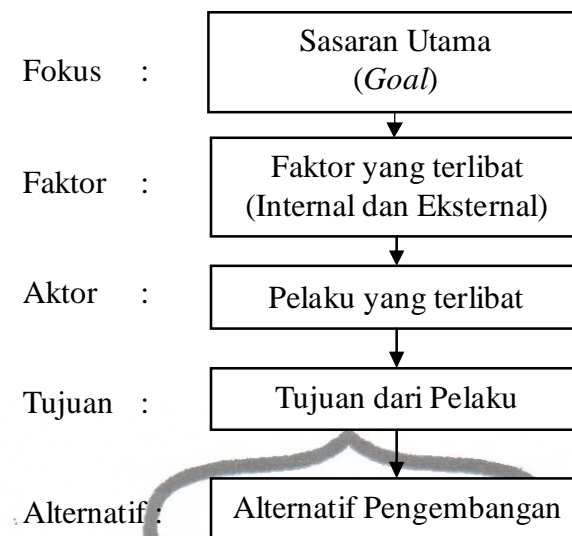 Fokus :
Sasaran Utama
(Goal)
Faktor :
Faktor yang terlibat
(Internal dan Eksternal)
Aktor :
Pelaku yang terlibat
Tujuan :
Tujuan dari Pelaku
Alternatif :
Alternatif Pengembangan